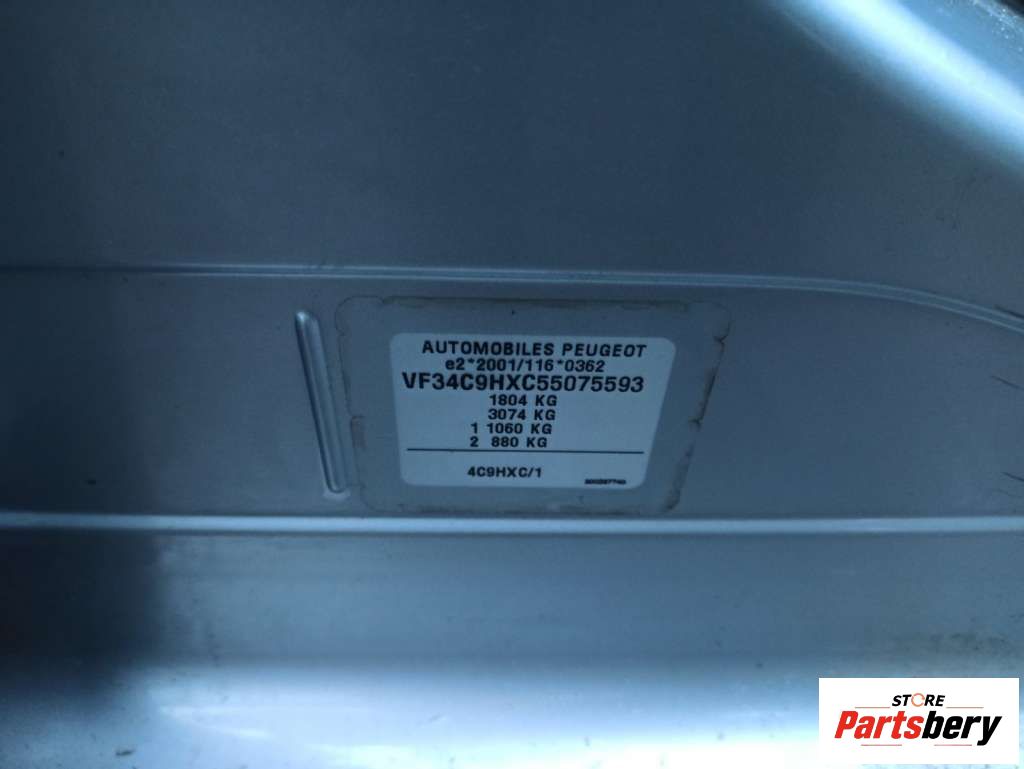 AUTOMOBILES PEUGEOT
e2*2001/116*0362
VF34C9HXC55075593
1804 KG
3074 KG
1 1060 KG
2 880 KG
4C9HXC/1
STORE
Partsbery